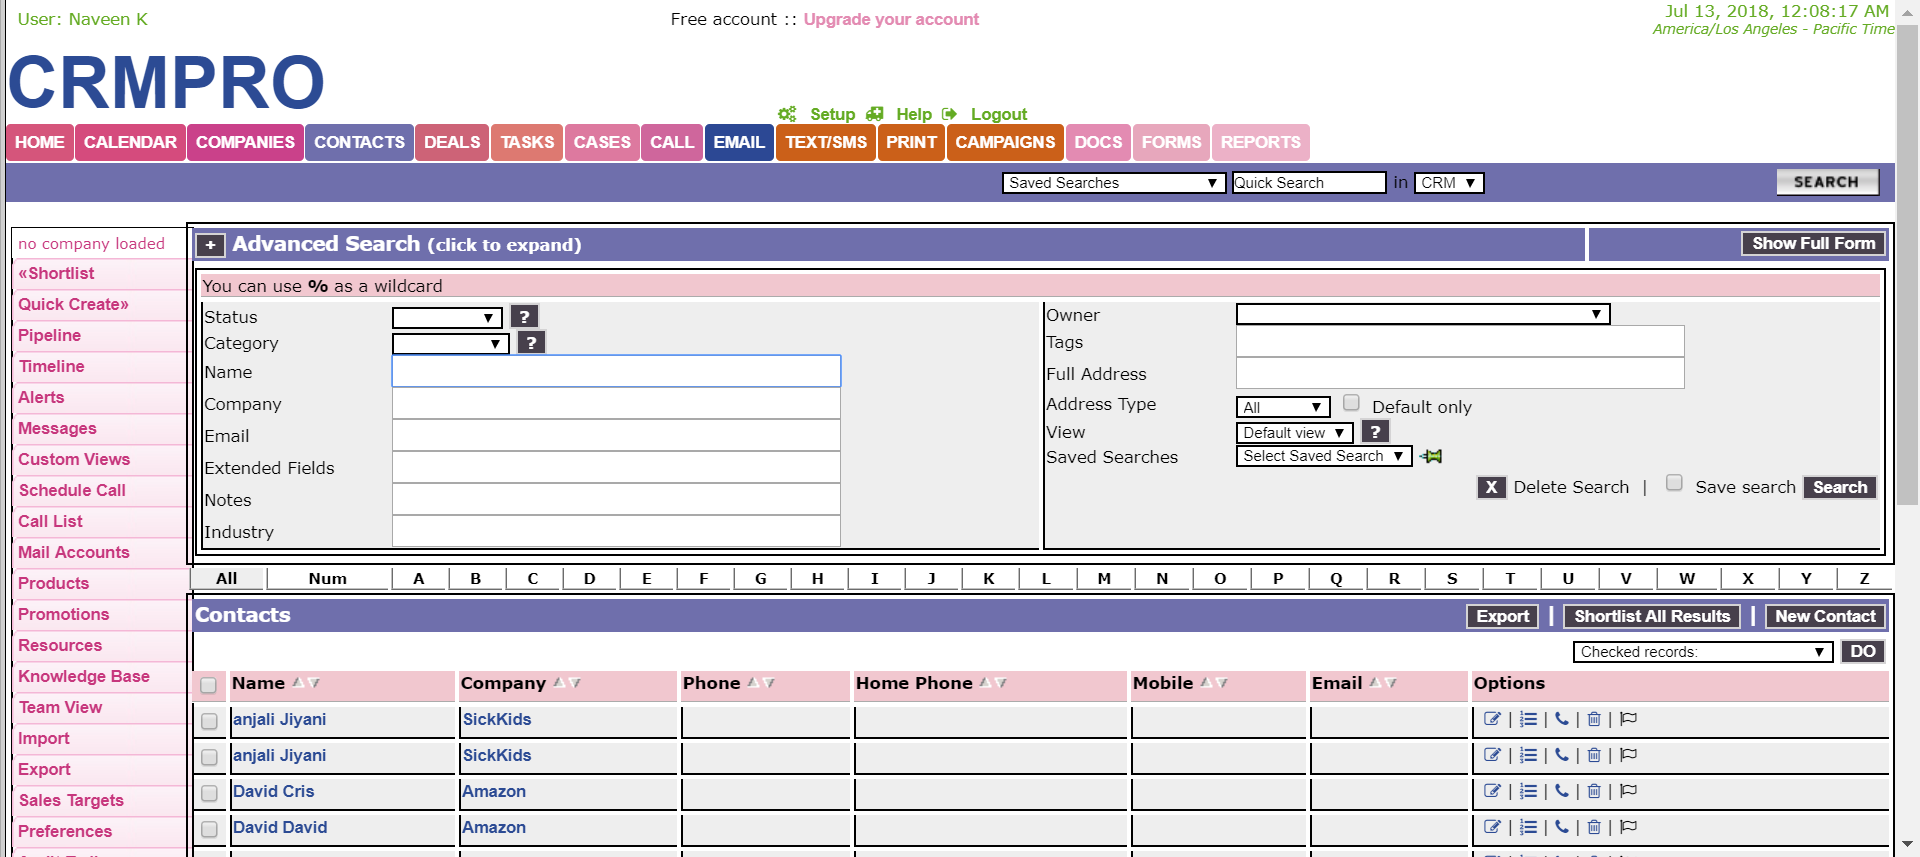 User: Naveen K
Free account :: Upgrade your account
Jul 13, 2018, 12:08:17 AM
America/Los Angeles - Pacific Time
CRMPRO
Setup Help Logout
HOME CALENDAR COMPANIES CONTACTS DEALS TASKS CASES CALL EMAIL TEXT/SMS PRINT CAMPAIGNS DOCS FORMS REPORTS
Saved Searches Quick Search in CRM SEARCH
no company loaded
«Shortlist
Quick Create»
Pipeline
Timeline
Alerts
Messages
Custom Views
Schedule Call
Call List
Mail Accounts
Products
Promotions
Resources
Knowledge Base
Team View
Import
Export
Sales Targets
Preferences
+ Advanced Search (click to expand) Show Full Form
You can use % as a wildcard
Status ?
Category ?
Name
Company
Email
Extended Fields
Notes
Industry
Owner
Tags
Full Address
Address Type All Default only
View Default view ?
Saved Searches Select Saved Search
X Delete Search | Save search Search
All Num A B C D E F G H I J K L M N O P Q R S T U V W X Y Z
Contacts Export | Shortlist All Results | New Contact
Checked records: DO
Name Company Phone Home Phone Mobile Email Options
anjali Jiyani SickKids | | | |
anjali Jiyani SickKids | | | |
David Cris Amazon | | | |
David David Amazon | | | |